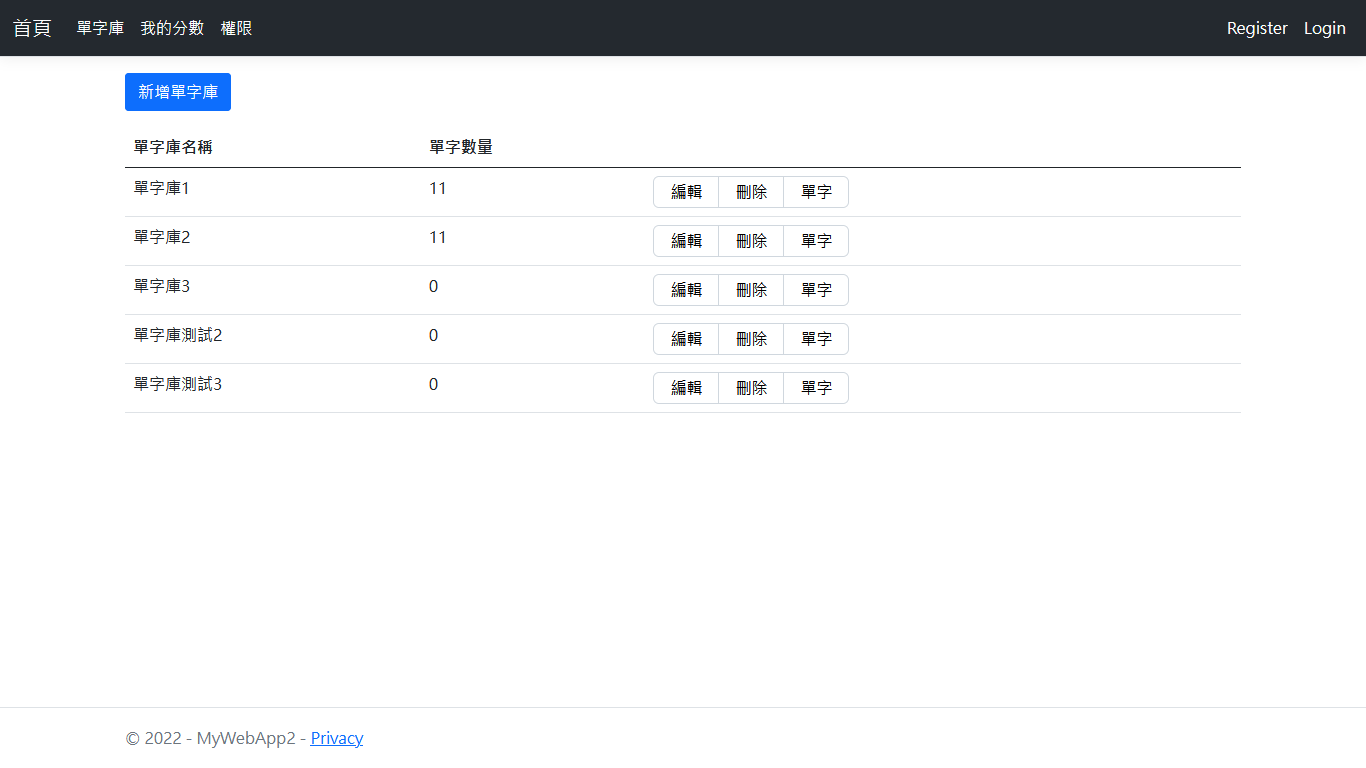 首頁 單字庫 我的分數 權限 Register Login
新增單字庫
單字庫名稱 單字數量
單字庫1 11 編輯 刪除 單字
單字庫2 11 編輯 刪除 單字
單字庫3 0 編輯 刪除 單字
單字庫測試2 0 編輯 刪除 單字
單字庫測試3 0 編輯 刪除 單字
© 2022 - MyWebApp2 - Privacy